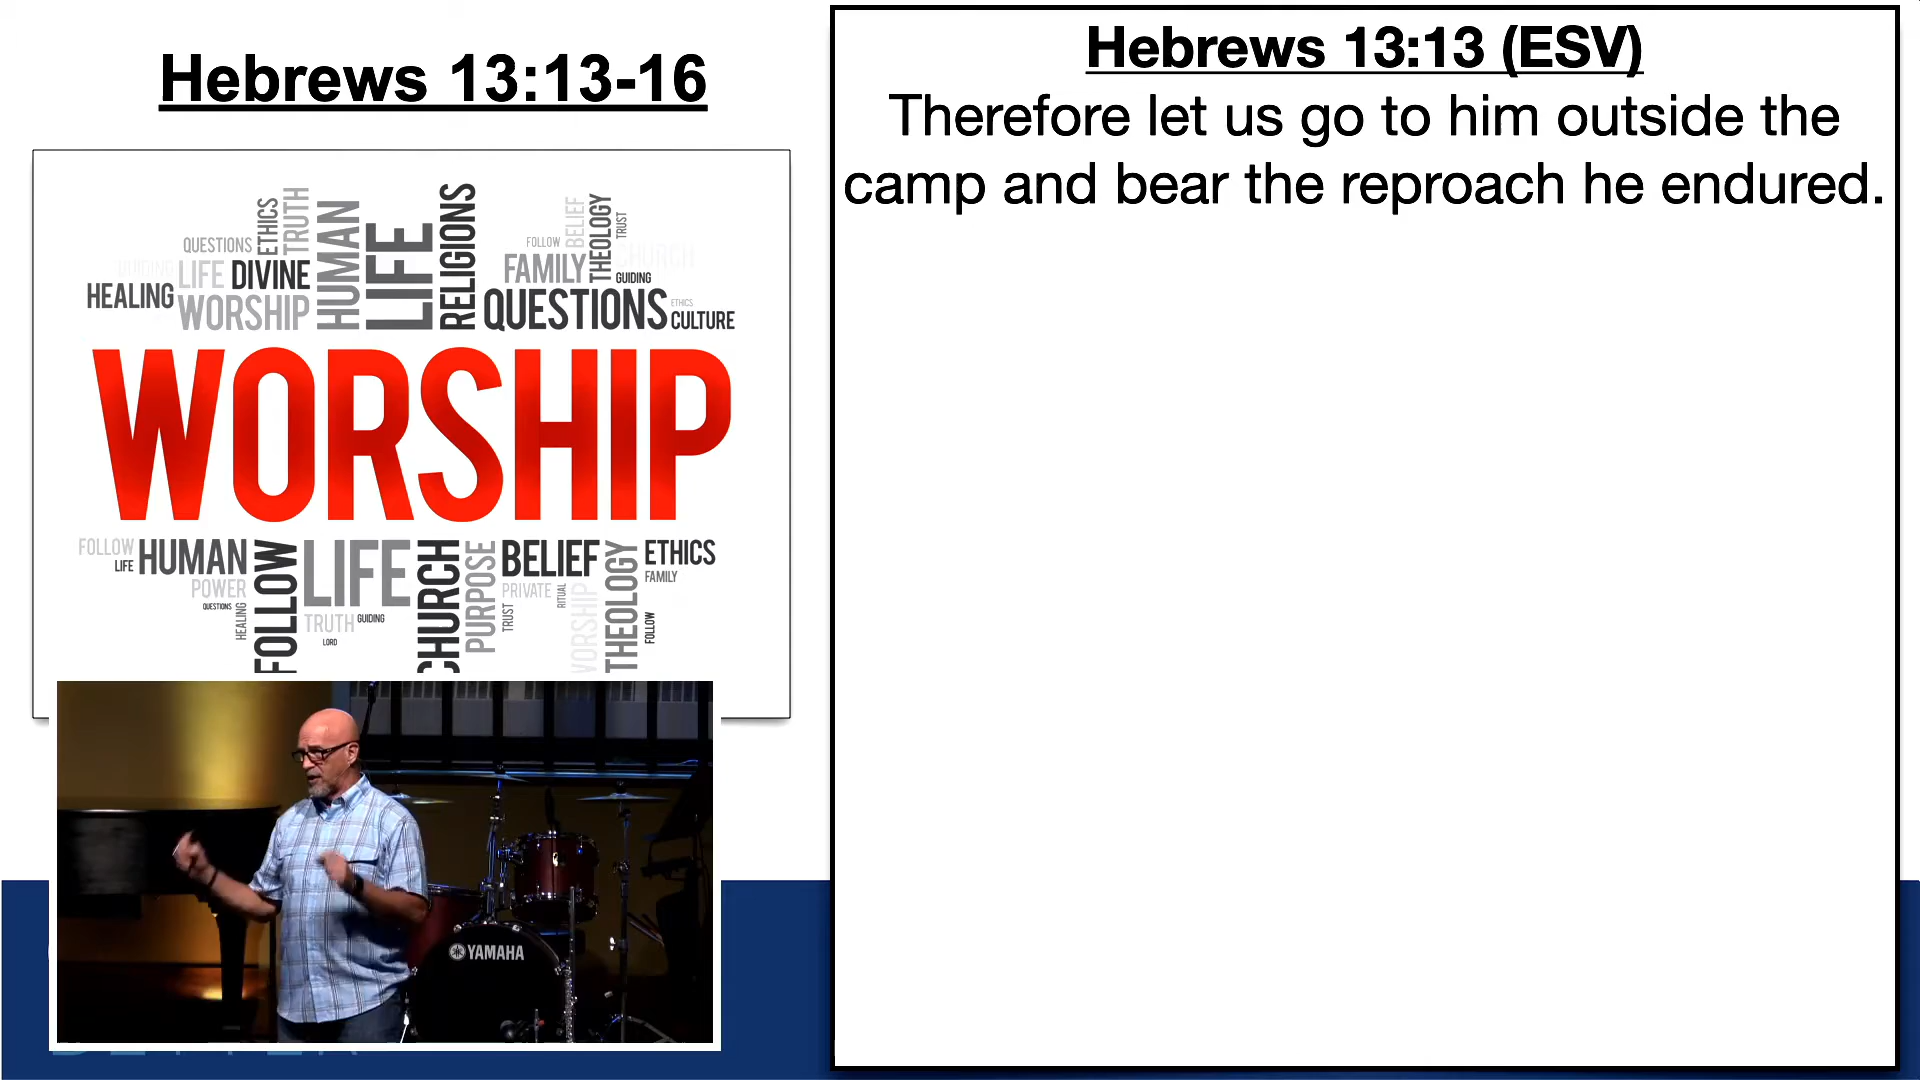 Hebrews 13:13-16
QUESTIONS
ETHICS
TRUTH
HUMAN
LIFE
RELIGIONS
FOLLOW
BELIEF
THEOLOGY
TRUST
CHURCH
GUIDING
LIFE
DIVINE
FAMILY
GUIDING
HEALING
WORSHIP
QUESTIONS
ETHICS
CULTURE
WORSHIP
FOLLOW
LIFE
HUMAN
FOLLOW
LIFE
CHURCH
PURPOSE
BELIEF
THEOLOGY
ETHICS
FAMILY
POWER
QUESTIONS
HEALING
TRUTH
GUIDING
LORD
PRIVATE
TRUST
RITUAL
WORSHIP
FOLLOW
YAMAHA
Hebrews 13:13 (ESV)
Therefore let us go to him outside the
camp and bear the reproach he endured.